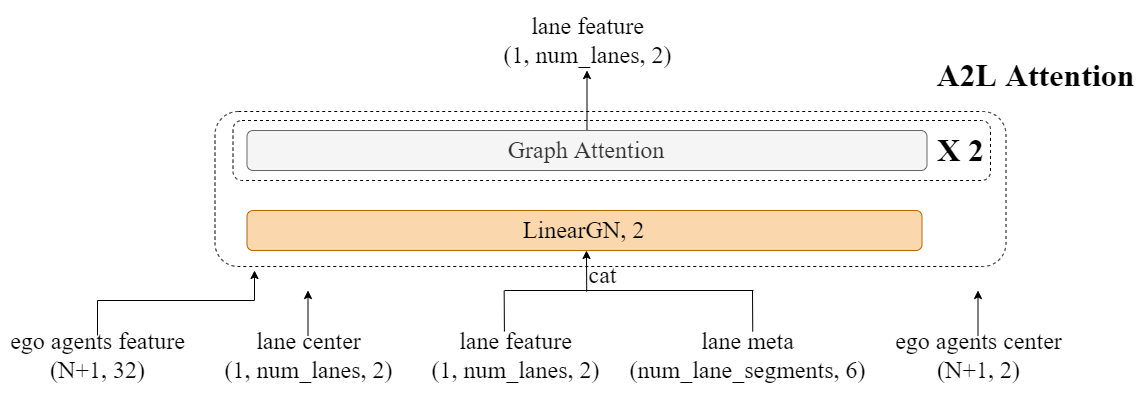 lane feature
(1, num_lanes, 2)
A2L Attention
Graph Attention
X 2
LinearGN, 2
cat
ego agents feature
(N+1, 32)
lane center
(1, num_lanes, 2)
lane feature
(1, num_lanes, 2)
lane meta
(num_lane_segments, 6)
ego agents center
(N+1, 2)